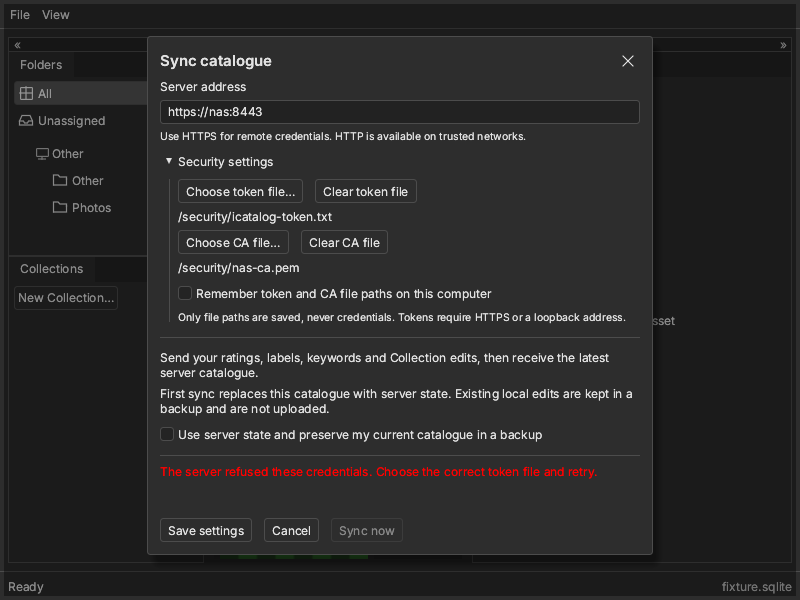 File View
« »
Folders
All
Unassigned
Other
Other
Photos
Collections
New Collection...
Sync catalogue
Server address
https://nas:8443
Use HTTPS for remote credentials. HTTP is available on trusted networks.
Security settings
Choose token file... Clear token file
/security/icatalog-token.txt
Choose CA file... Clear CA file
/security/nas-ca.pem
Remember token and CA file paths on this computer
Only file paths are saved, never credentials. Tokens require HTTPS or a loopback address.
Send your ratings, labels, keywords and Collection edits, then receive the latest
server catalogue.
First sync replaces this catalogue with server state. Existing local edits are kept in a
backup and are not uploaded.
Use server state and preserve my current catalogue in a backup
The server refused these credentials. Choose the correct token file and retry.
Save settings Cancel Sync now
sset
Ready fixture.sqlite